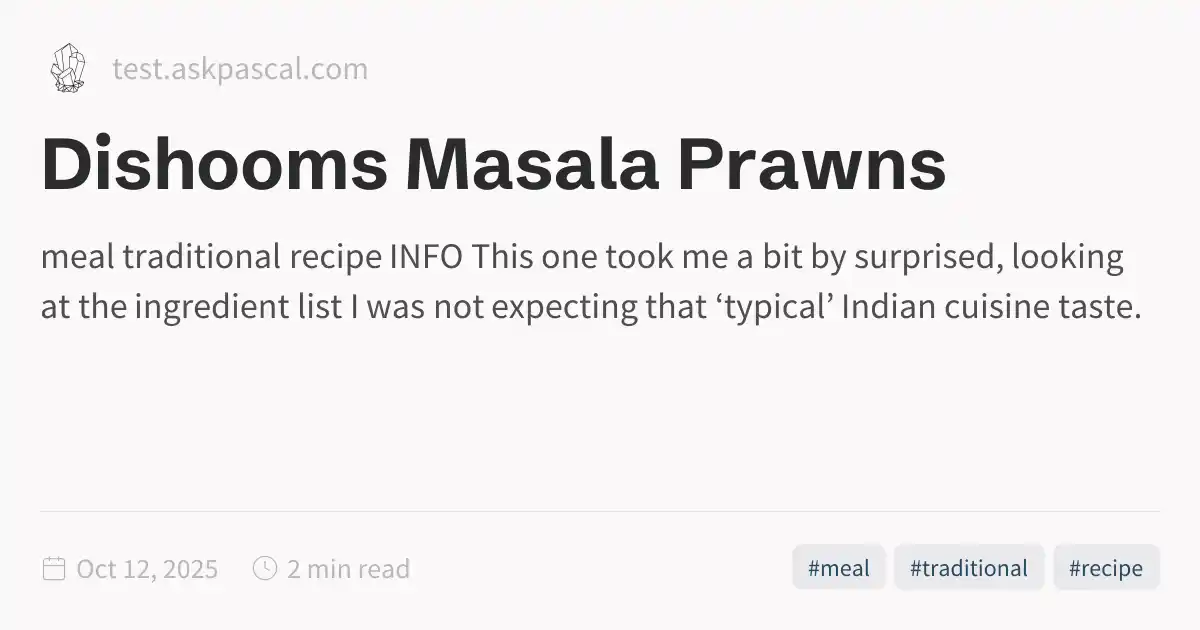 test.askpascal.com
Dishooms Masala Prawns
meal traditional recipe INFO This one took me a bit by surprised, looking
at the ingredient list I was not expecting that ‘typical’ Indian cuisine taste.
Oct 12, 2025
2 min read
#meal
#traditional
#recipe